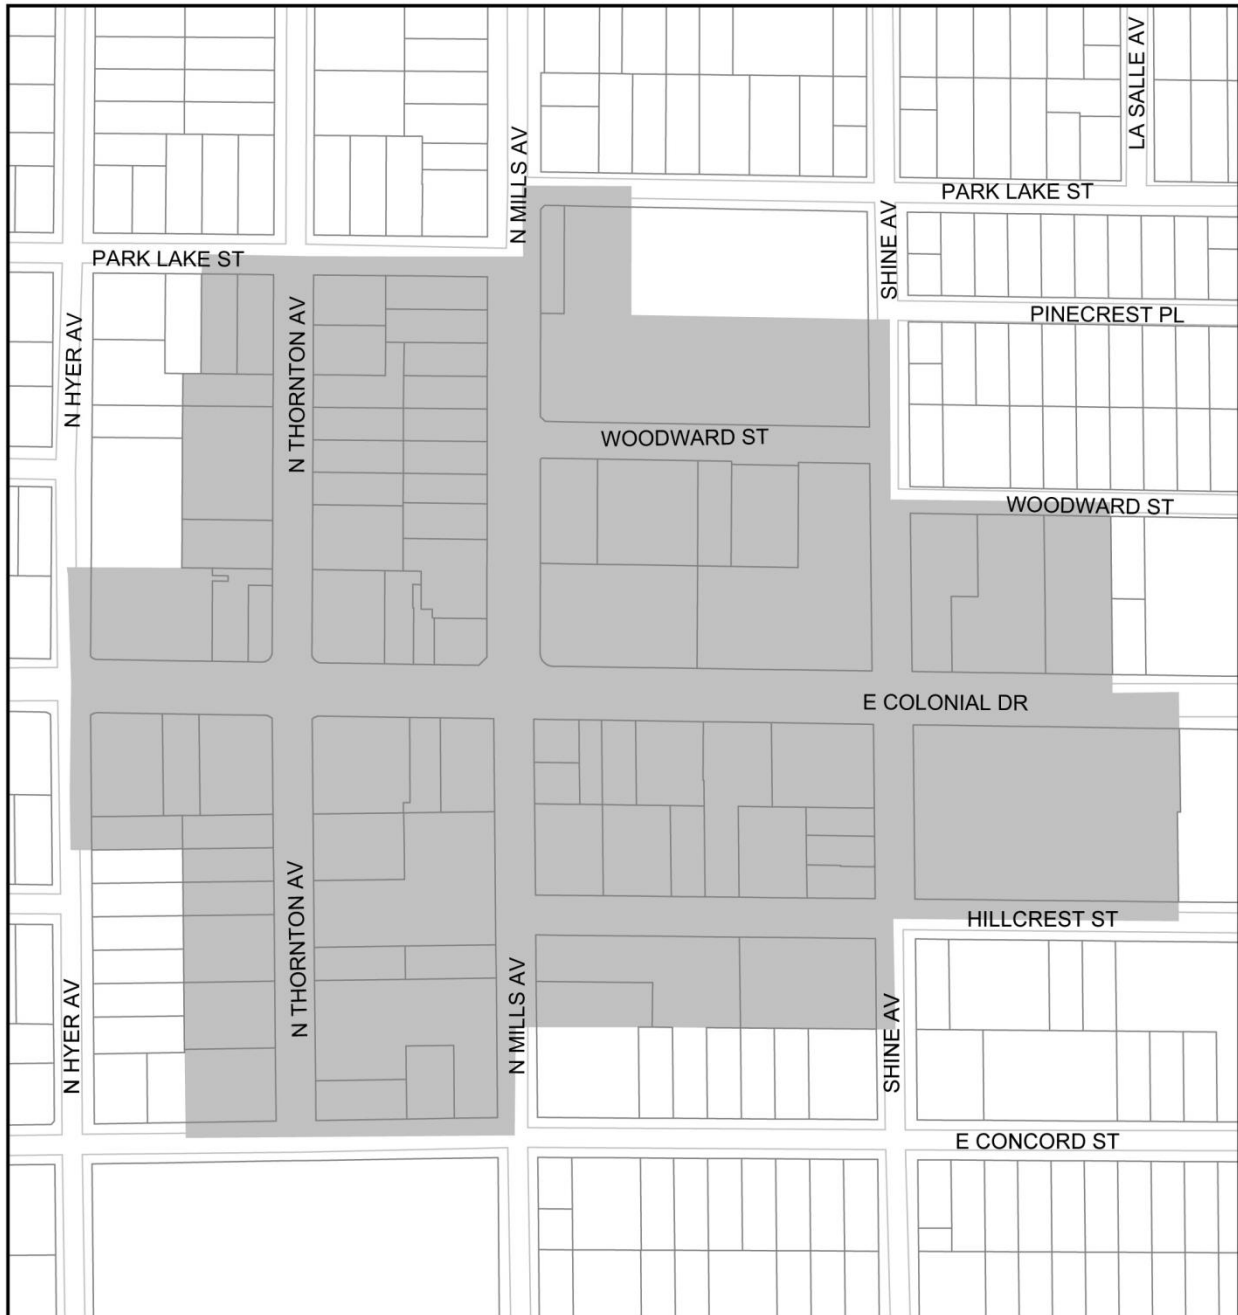 LA SALLE AV
N MILLS AV
PARK LAKE ST
SHINE AV
PARK LAKE ST
N HYER AV
N THORNTON AV
PINECREST PL
WOODWARD ST
WOODWARD ST
E COLONIAL DR
N THORNTON AV
HILLCREST ST
N HYER AV
N MILLS AV
SHINE AV
E CONCORD ST